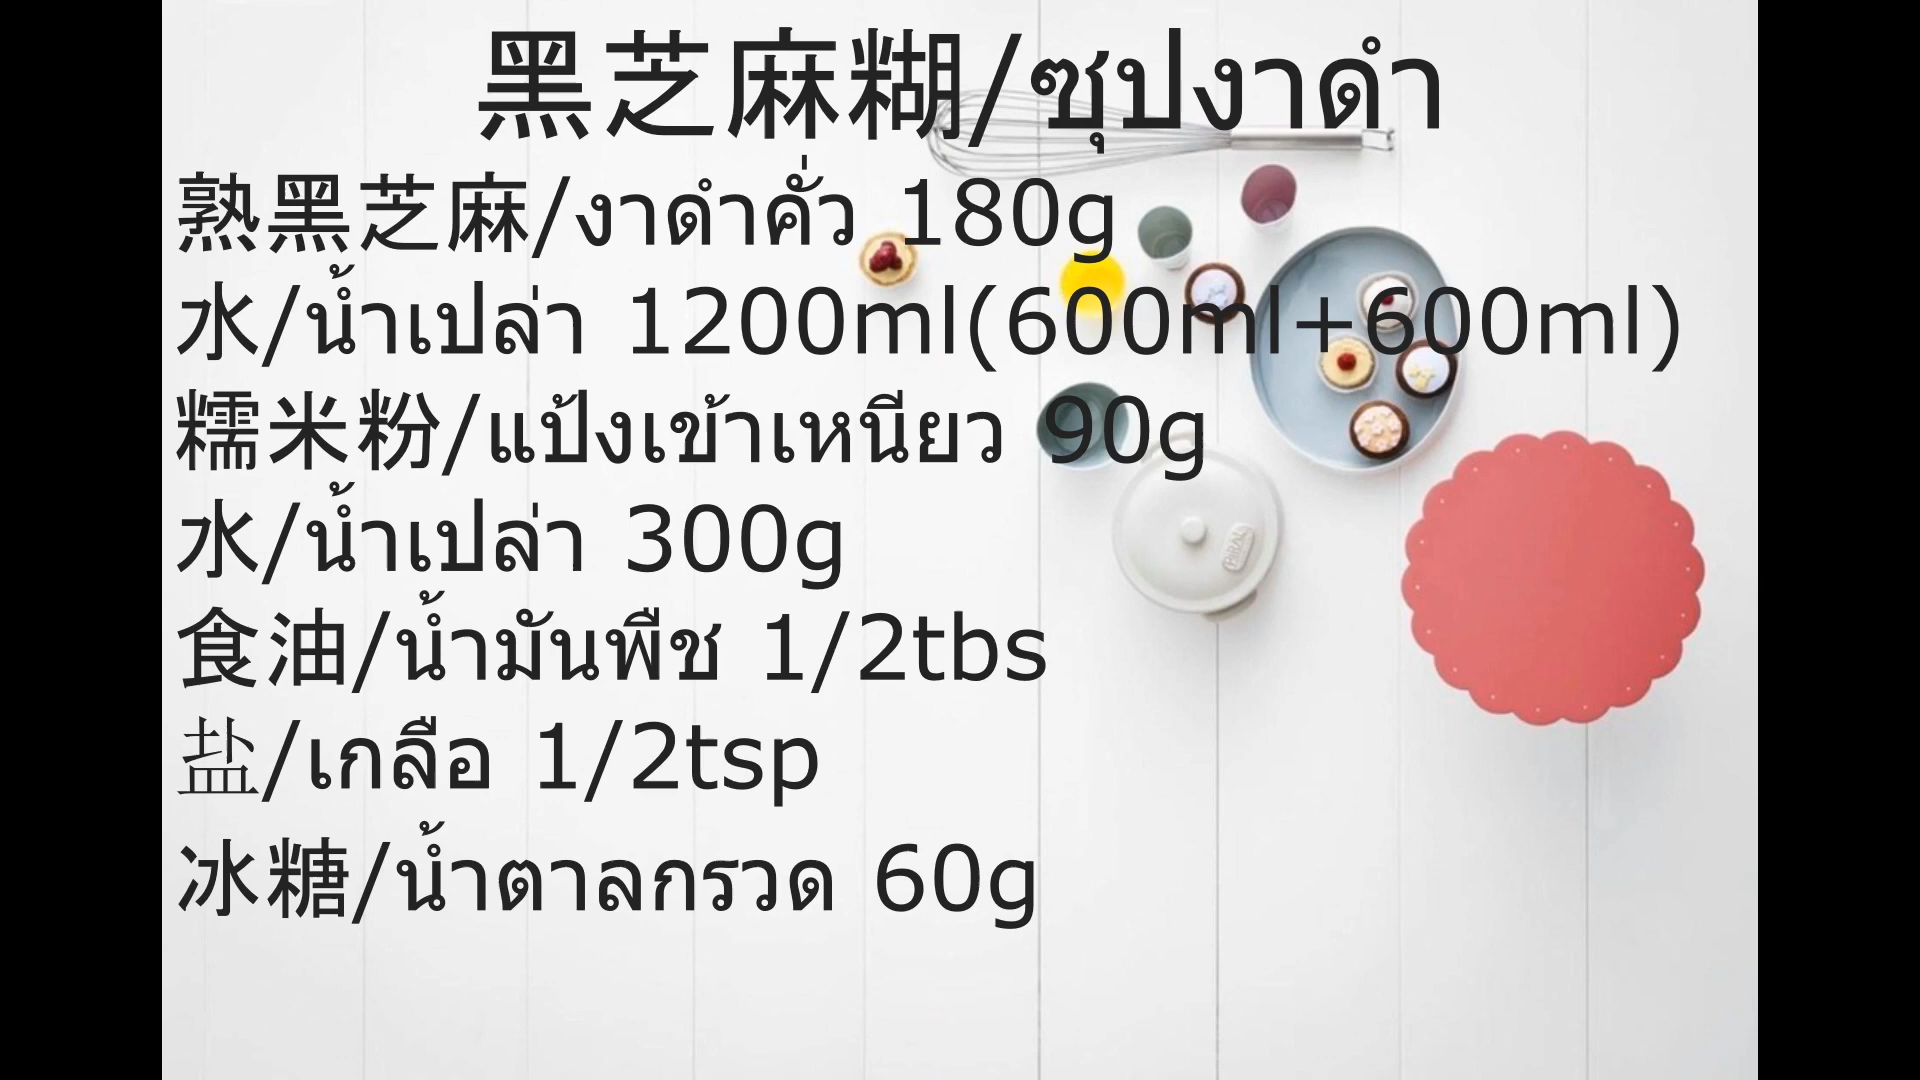 黑芝麻糊/ซุปงาดำ
熟黑芝麻/งาดำคั่ว 180g
水/น้ำเปล่า 1200ml(600ml+600ml)
糯米粉/แป้งเข้าเหนียว 90g
水/น้ำเปล่า 300g
食油/น้ำมันพืช 1/2tbs
盐/เกลือ 1/2tsp
冰糖/น้ำตาลกรวด 60g